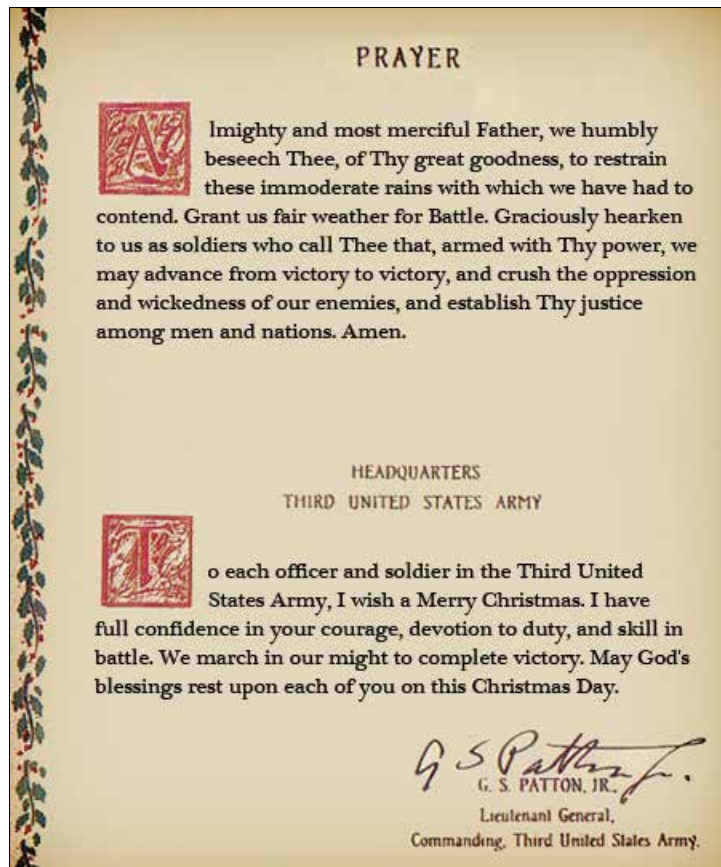 PRAYER
Almighty and most merciful Father, we humbly
beseech Thee, of Thy great goodness, to restrain
these immoderate rains with which we have had to
contend. Grant us fair weather for Battle. Graciously hearken
to us as soldiers who call Thee that, armed with Thy power, we
may advance from victory to victory, and crush the oppression
and wickedness of our enemies, and establish Thy justice
among men and nations. Amen.
HEADQUARTERS
THIRD UNITED STATES ARMY
To each officer and soldier in the Third United
States Army, I wish a Merry Christmas. I have
full confidence in your courage, devotion to duty, and skill in
battle. We march in our might to complete victory. May God's
blessings rest upon each of you on this Christmas Day.
G S Patton Jr.
G. S. PATTON, JR.,
Lieutenant General,
Commanding, Third United States Army.